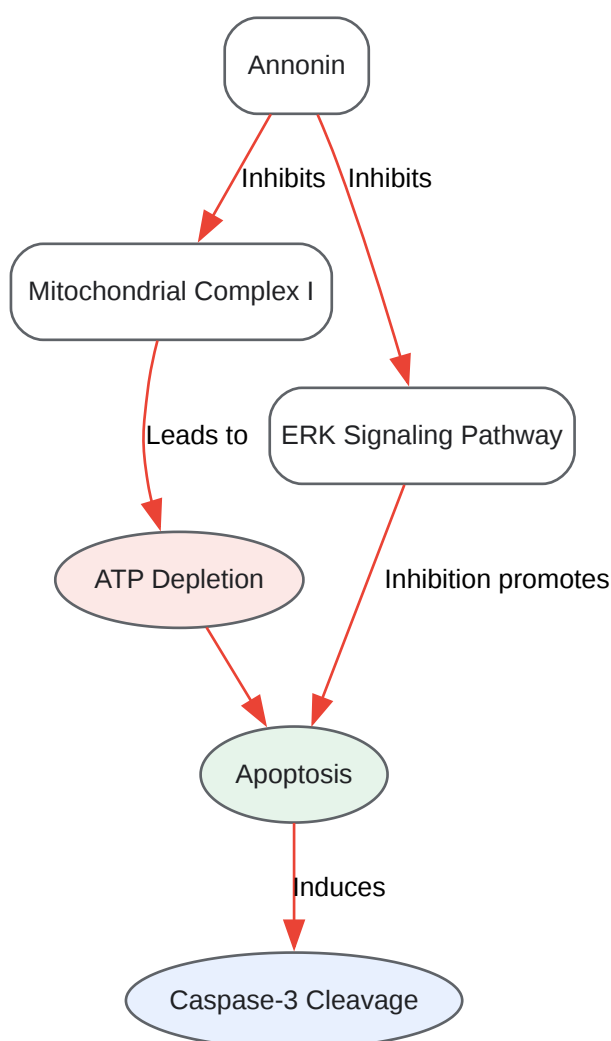 Annonin
Inhibits
Inhibits
Mitochondrial Complex I
Leads to
ERK Signaling Pathway
ATP Depletion
Inhibition promotes
Apoptosis
Induces
Caspase-3 Cleavage